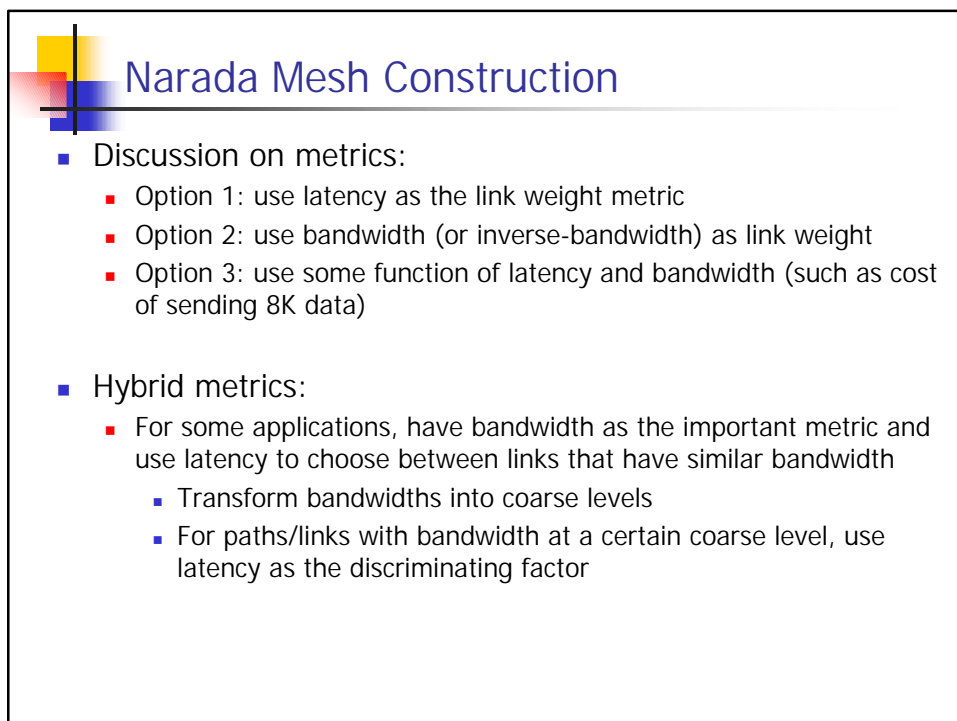 Narada Mesh Construction
Discussion on metrics:
Option 1: use latency as the link weight metric
Option 2: use bandwidth (or inverse-bandwidth) as link weight
Option 3: use some function of latency and bandwidth (such as cost
of sending 8K data)
Hybrid metrics:
For some applications, have bandwidth as the important metric and
use latency to choose between links that have similar bandwidth
Transform bandwidths into coarse levels
For paths/links with bandwidth at a certain coarse level, use
latency as the discriminating factor